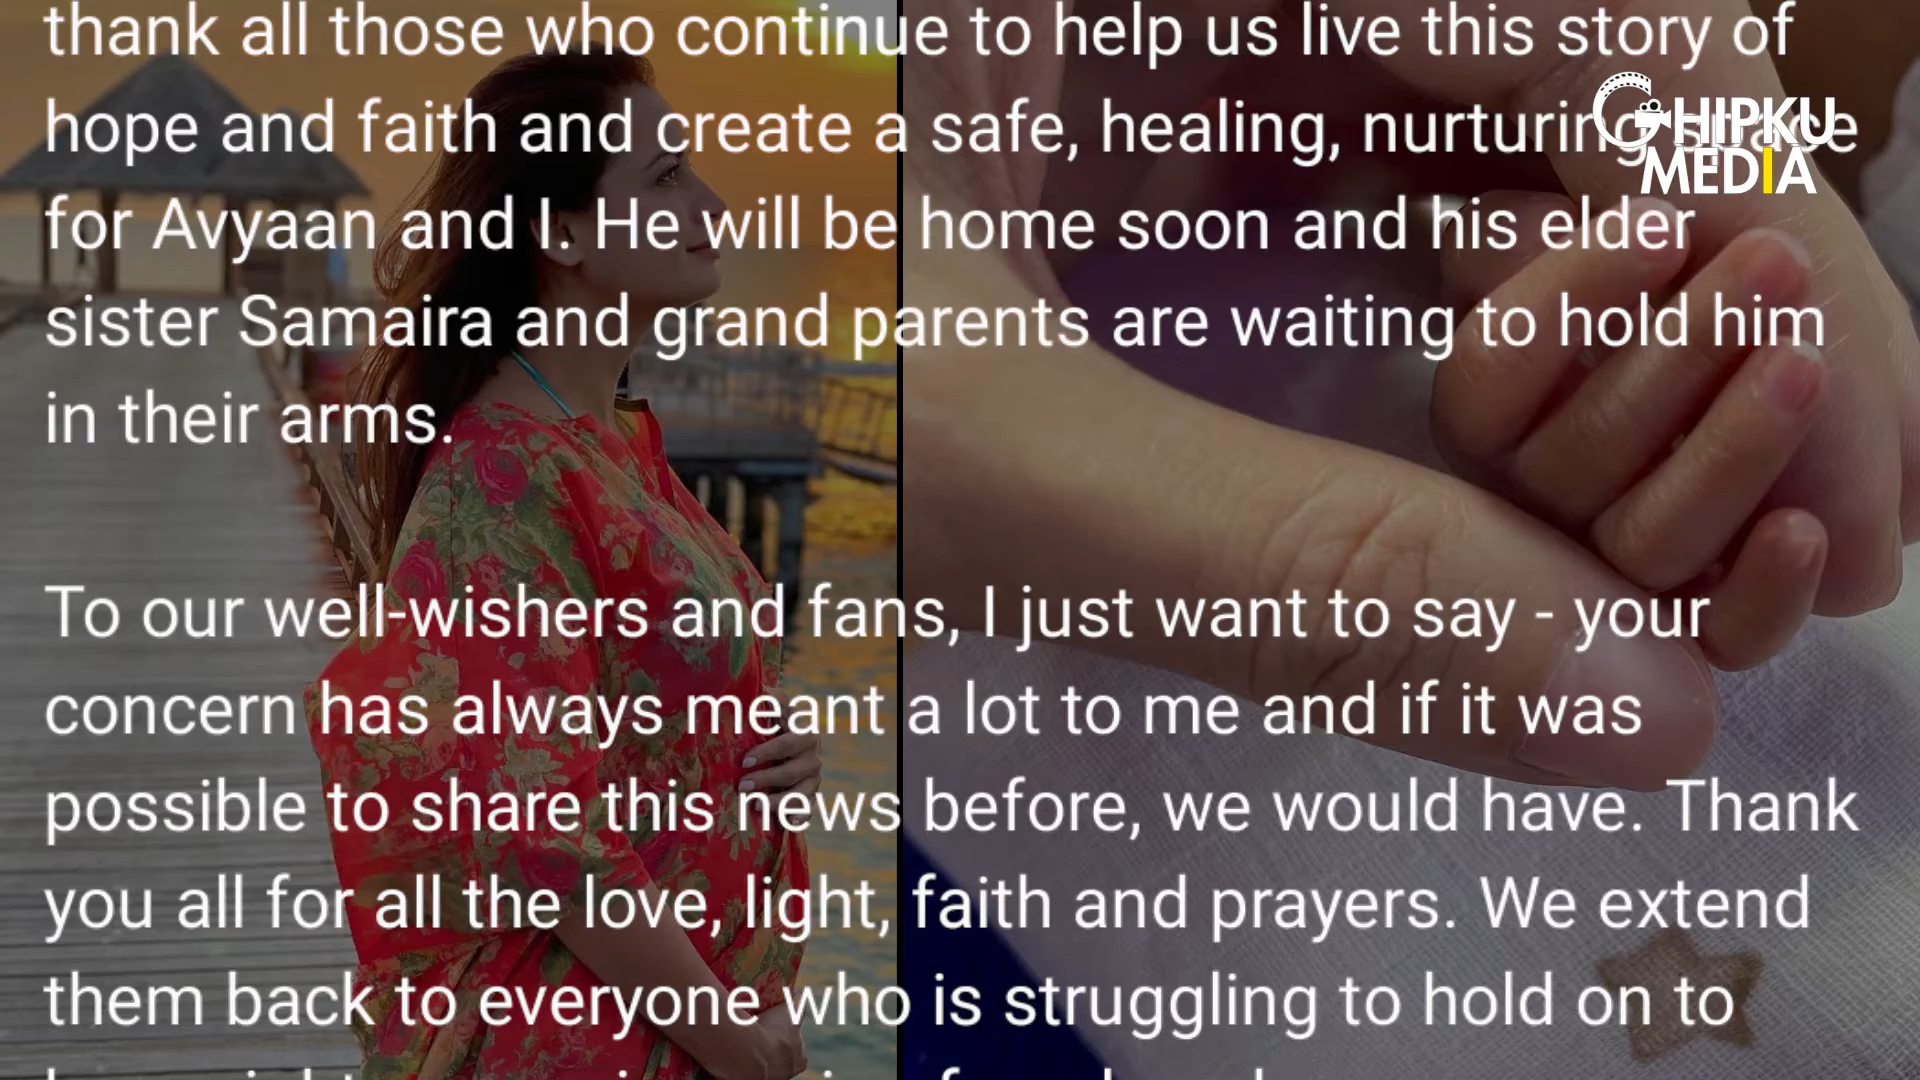 thank all those who continue to help us live this story of
hope and faith and create a safe, healing, nurturing space
for Avyaan and I. He will be home soon and his elder
sister Samaira and grand parents are waiting to hold him
in their arms.
To our well-wishers and fans, I just want to say - your
concern has always meant a lot to me and if it was
possible to share this news before, we would have. Thank
you all for all the love, light, faith and prayers. We extend
them back to everyone who is struggling to hold on to
GHIPKU
MEDIA